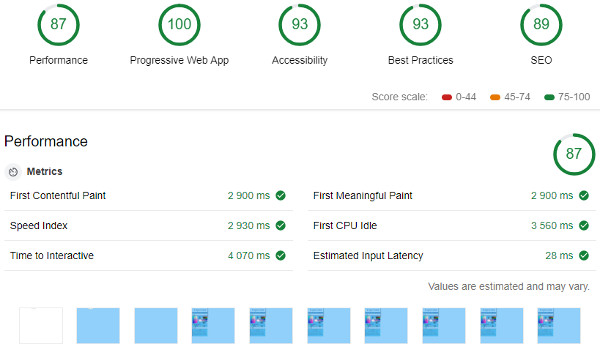 87 100 93 93 89
Performance Progressive Web App Accessibility Best Practices SEO
Score scale: 0-44 45-74 75-100
Performance 87
Metrics
First Contentful Paint 2 900 ms First Meaningful Paint 2 900 ms
Speed Index 2 930 ms First CPU Idle 3 560 ms
Time to Interactive 4 070 ms Estimated Input Latency 28 ms
Values are estimated and may vary.